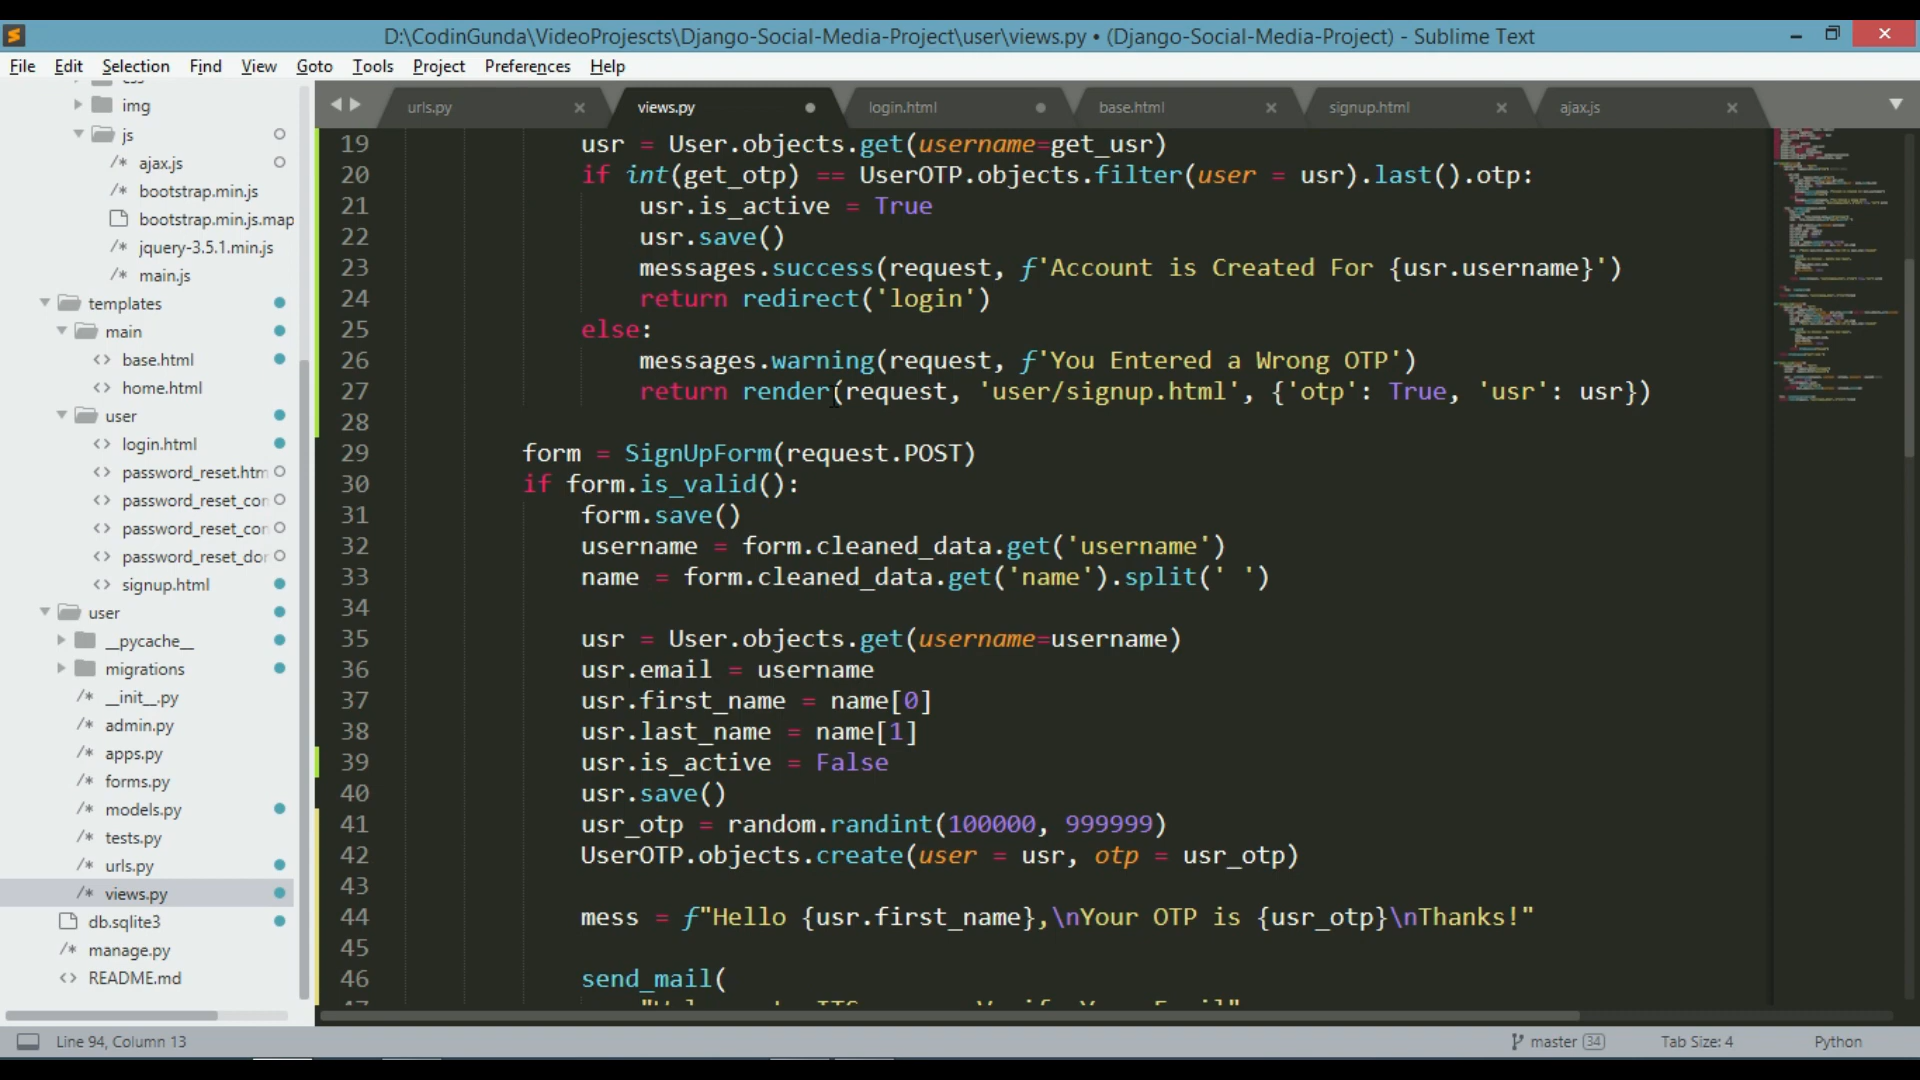 D:\CodinGunda\VideoProjescts\Django-Social-Media-Project\user\views.py • (Django-Social-Media-Project) - Sublime Text
File Edit Selection Find View Goto Tools Project Preferences Help
img
js
ajax.js
bootstrap.min.js
bootstrap.min.js.map
jquery-3.5.1.min.js
main.js
templates
main
base.html
home.html
user
login.html
password_reset.htm
password_reset_con
password_reset_con
password_reset_dor
signup.html
user
__pycache__
migrations
__init__.py
admin.py
apps.py
forms.py
models.py
tests.py
urls.py
views.py
db.sqlite3
manage.py
README.md
urls.py views.py login.html base.html signup.html ajax.js
19 usr = User.objects.get(username=get_usr)
20 if int(get_otp) == UserOTP.objects.filter(user = usr).last().otp:
21 usr.is_active = True
22 usr.save()
23 messages.success(request, f'Account is Created For {usr.username}')
24 return redirect('login')
25 else:
26 messages.warning(request, f'You Entered a Wrong OTP')
27 return render(request, 'user/signup.html', {'otp': True, 'usr': usr})
28
29 form = SignUpForm(request.POST)
30 if form.is_valid():
31 form.save()
32 username = form.cleaned_data.get('username')
33 name = form.cleaned_data.get('name').split(' ')
34
35 usr = User.objects.get(username=username)
36 usr.email = username
37 usr.first_name = name[0]
38 usr.last_name = name[1]
39 usr.is_active = False
40 usr.save()
41 usr_otp = random.randint(100000, 999999)
42 UserOTP.objects.create(user = usr, otp = usr_otp)
43
44 mess = f"Hello {usr.first_name},\nYour OTP is {usr_otp}\nThanks!"
45
46 send_mail(
Line 94, Column 13 master 34 Tab Size: 4 Python